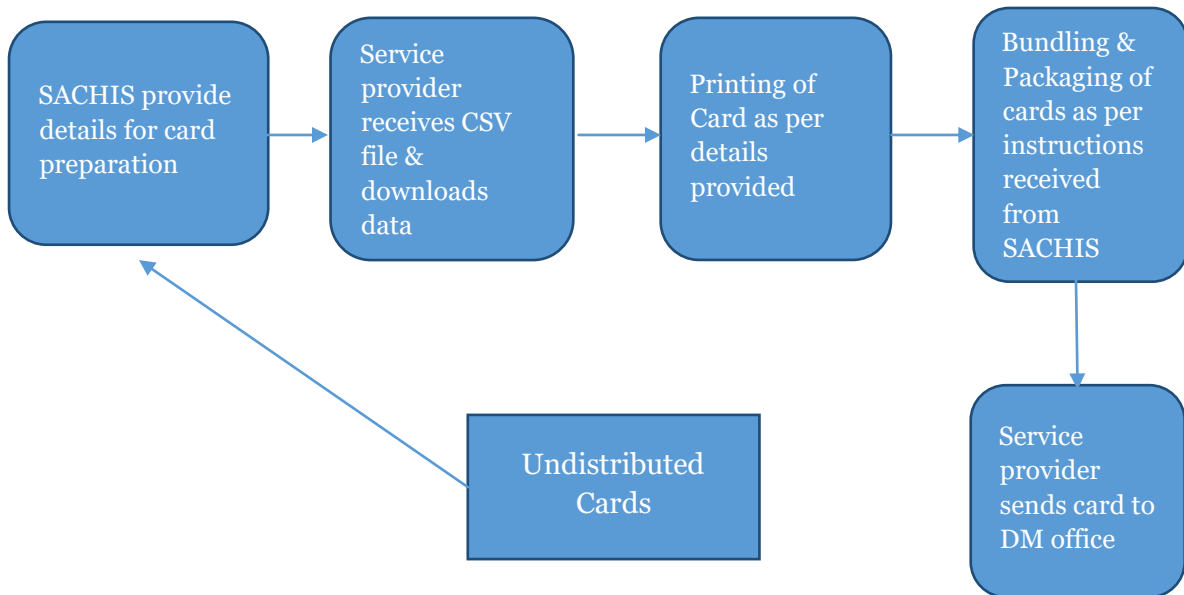 SACHIS provide
details for card
preparation
Service
provider
receives CSV
file &
downloads
data
Printing of
Card as per
details
provided
Bundling &
Packaging of
cards as per
instructions
received
from
SACHIS
Undistributed
Cards
Service
provider
sends card to
DM office